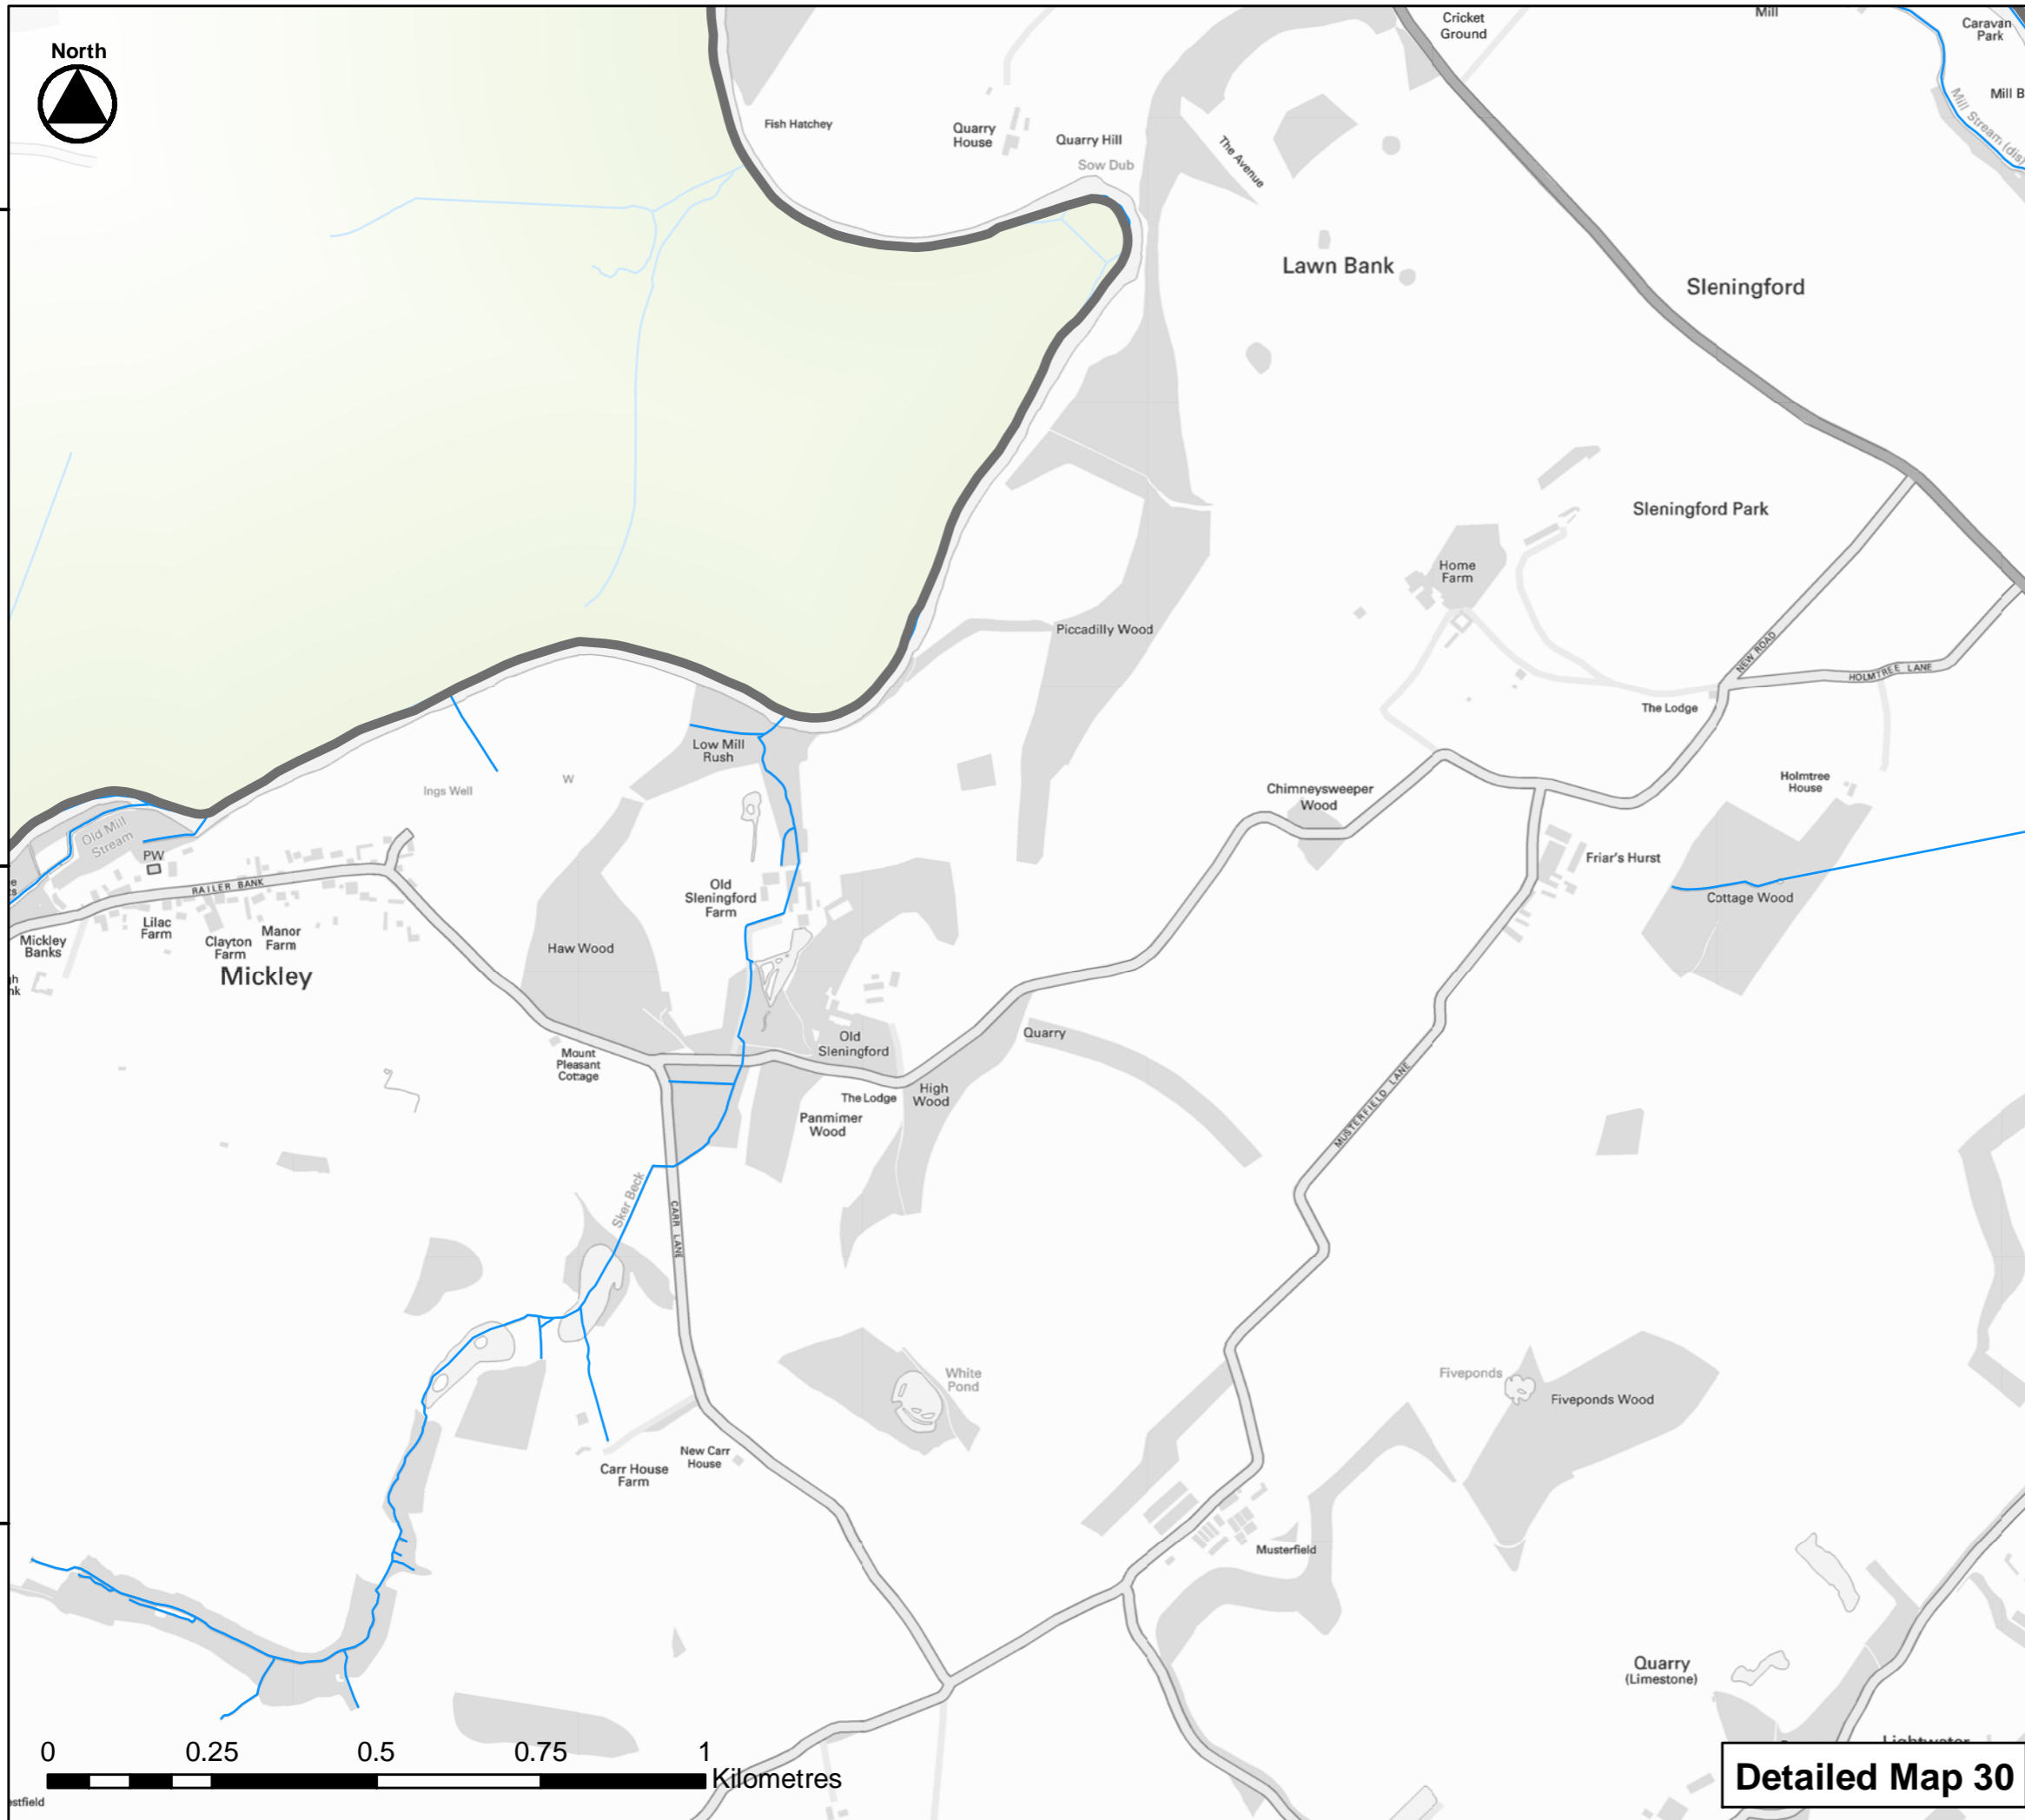 North
Cricket
Ground
Mill
Caravan
Park
Mill B
Mill Stream (dis)
Fish Hatchey
Quarry
House
Quarry Hill
Sow Dub
The Avenue
Lawn Bank
Sleningford
Sleningford Park
Home
Farm
Piccadilly Wood
NEW ROAD
HOLMTREE LANE
The Lodge
Low Mill
Rush
W
Ings Well
Chimneysweeper
Wood
Holmtree
House
Old Mill
Stream
PW
RAILER BANK
Friar's Hurst
Cottage Wood
Old
Sleningford
Farm
Lilac
Farm
Clayton
Farm
Manor
Farm
Mickley
Banks
Mickley
Haw Wood
Quarry
Old
Sleningford
Mount
Pleasant
Cottage
The Lodge
High
Wood
Panmimer
Wood
MUSTERFIELD LANE
Sker Beck
CARR LANE
White
Pond
Fiveponds
Fiveponds Wood
New Carr
House
Carr House
Farm
Musterfield
Quarry
(Limestone)
Lightwater
0 0.25 0.5 0.75 1
Kilometres
estfield
Detailed Map 30